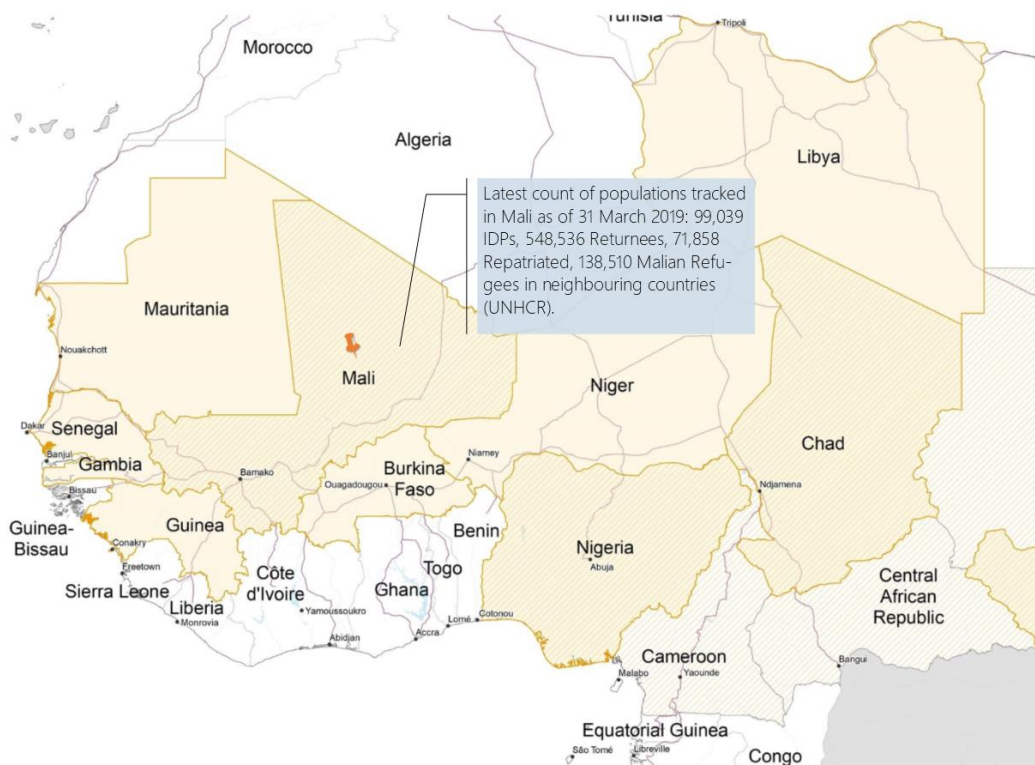 Tunisia
Tripoli
Morocco
Algeria
Libya
Latest count of populations tracked
in Mali as of 31 March 2019: 99,039
IDPs, 548,536 Returnees, 71,858
Repatriated, 138,510 Malian Refu-
gees in neighbouring countries
(UNHCR).
Mauritania
Nouakchott
Mali
Niger
Chad
Dakar
Senegal
Banjul
Gambia
Bamako
Niamey
Burkina
Faso
Ouagadougou
Ndjamena
Bissau
Guinea-
Bissau
Guinea
Conakry
Benin
Nigeria
Abuja
Freetown
Sierra Leone
Côte
d'Ivoire
Togo
Ghana
Central
African
Republic
Liberia
Monrovia
Yamoussoukro
Cotonou
Lomé
Accra
Abidjan
Cameroon
Yaounde
Bangui
Malabo
Equatorial Guinea
São Tomé
Libreville
Congo